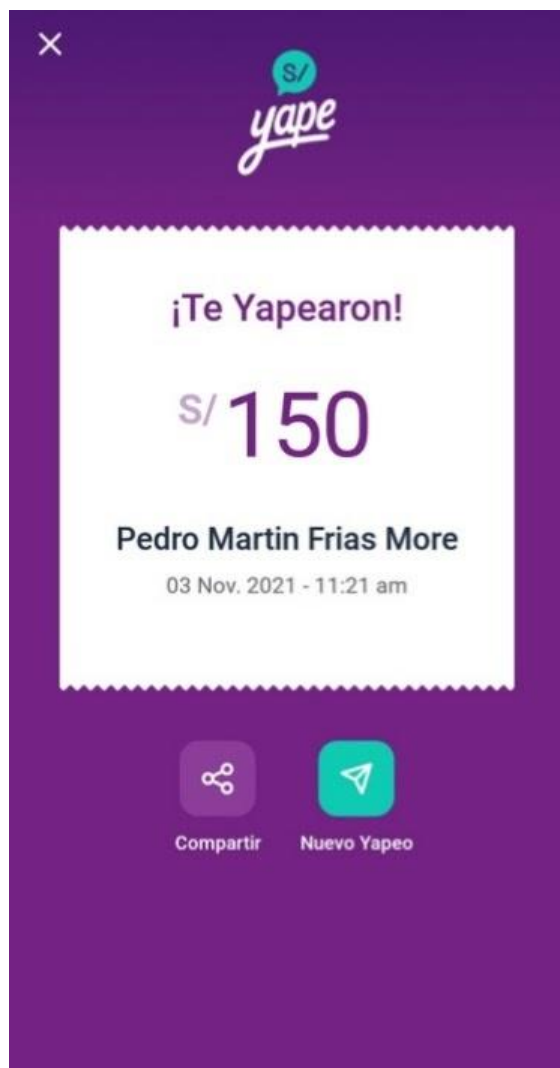 S/
yape
¡Te Yapearon!
S/ 150
Pedro Martin Frias More
03 Nov. 2021 - 11:21 am
Compartir Nuevo Yapeo